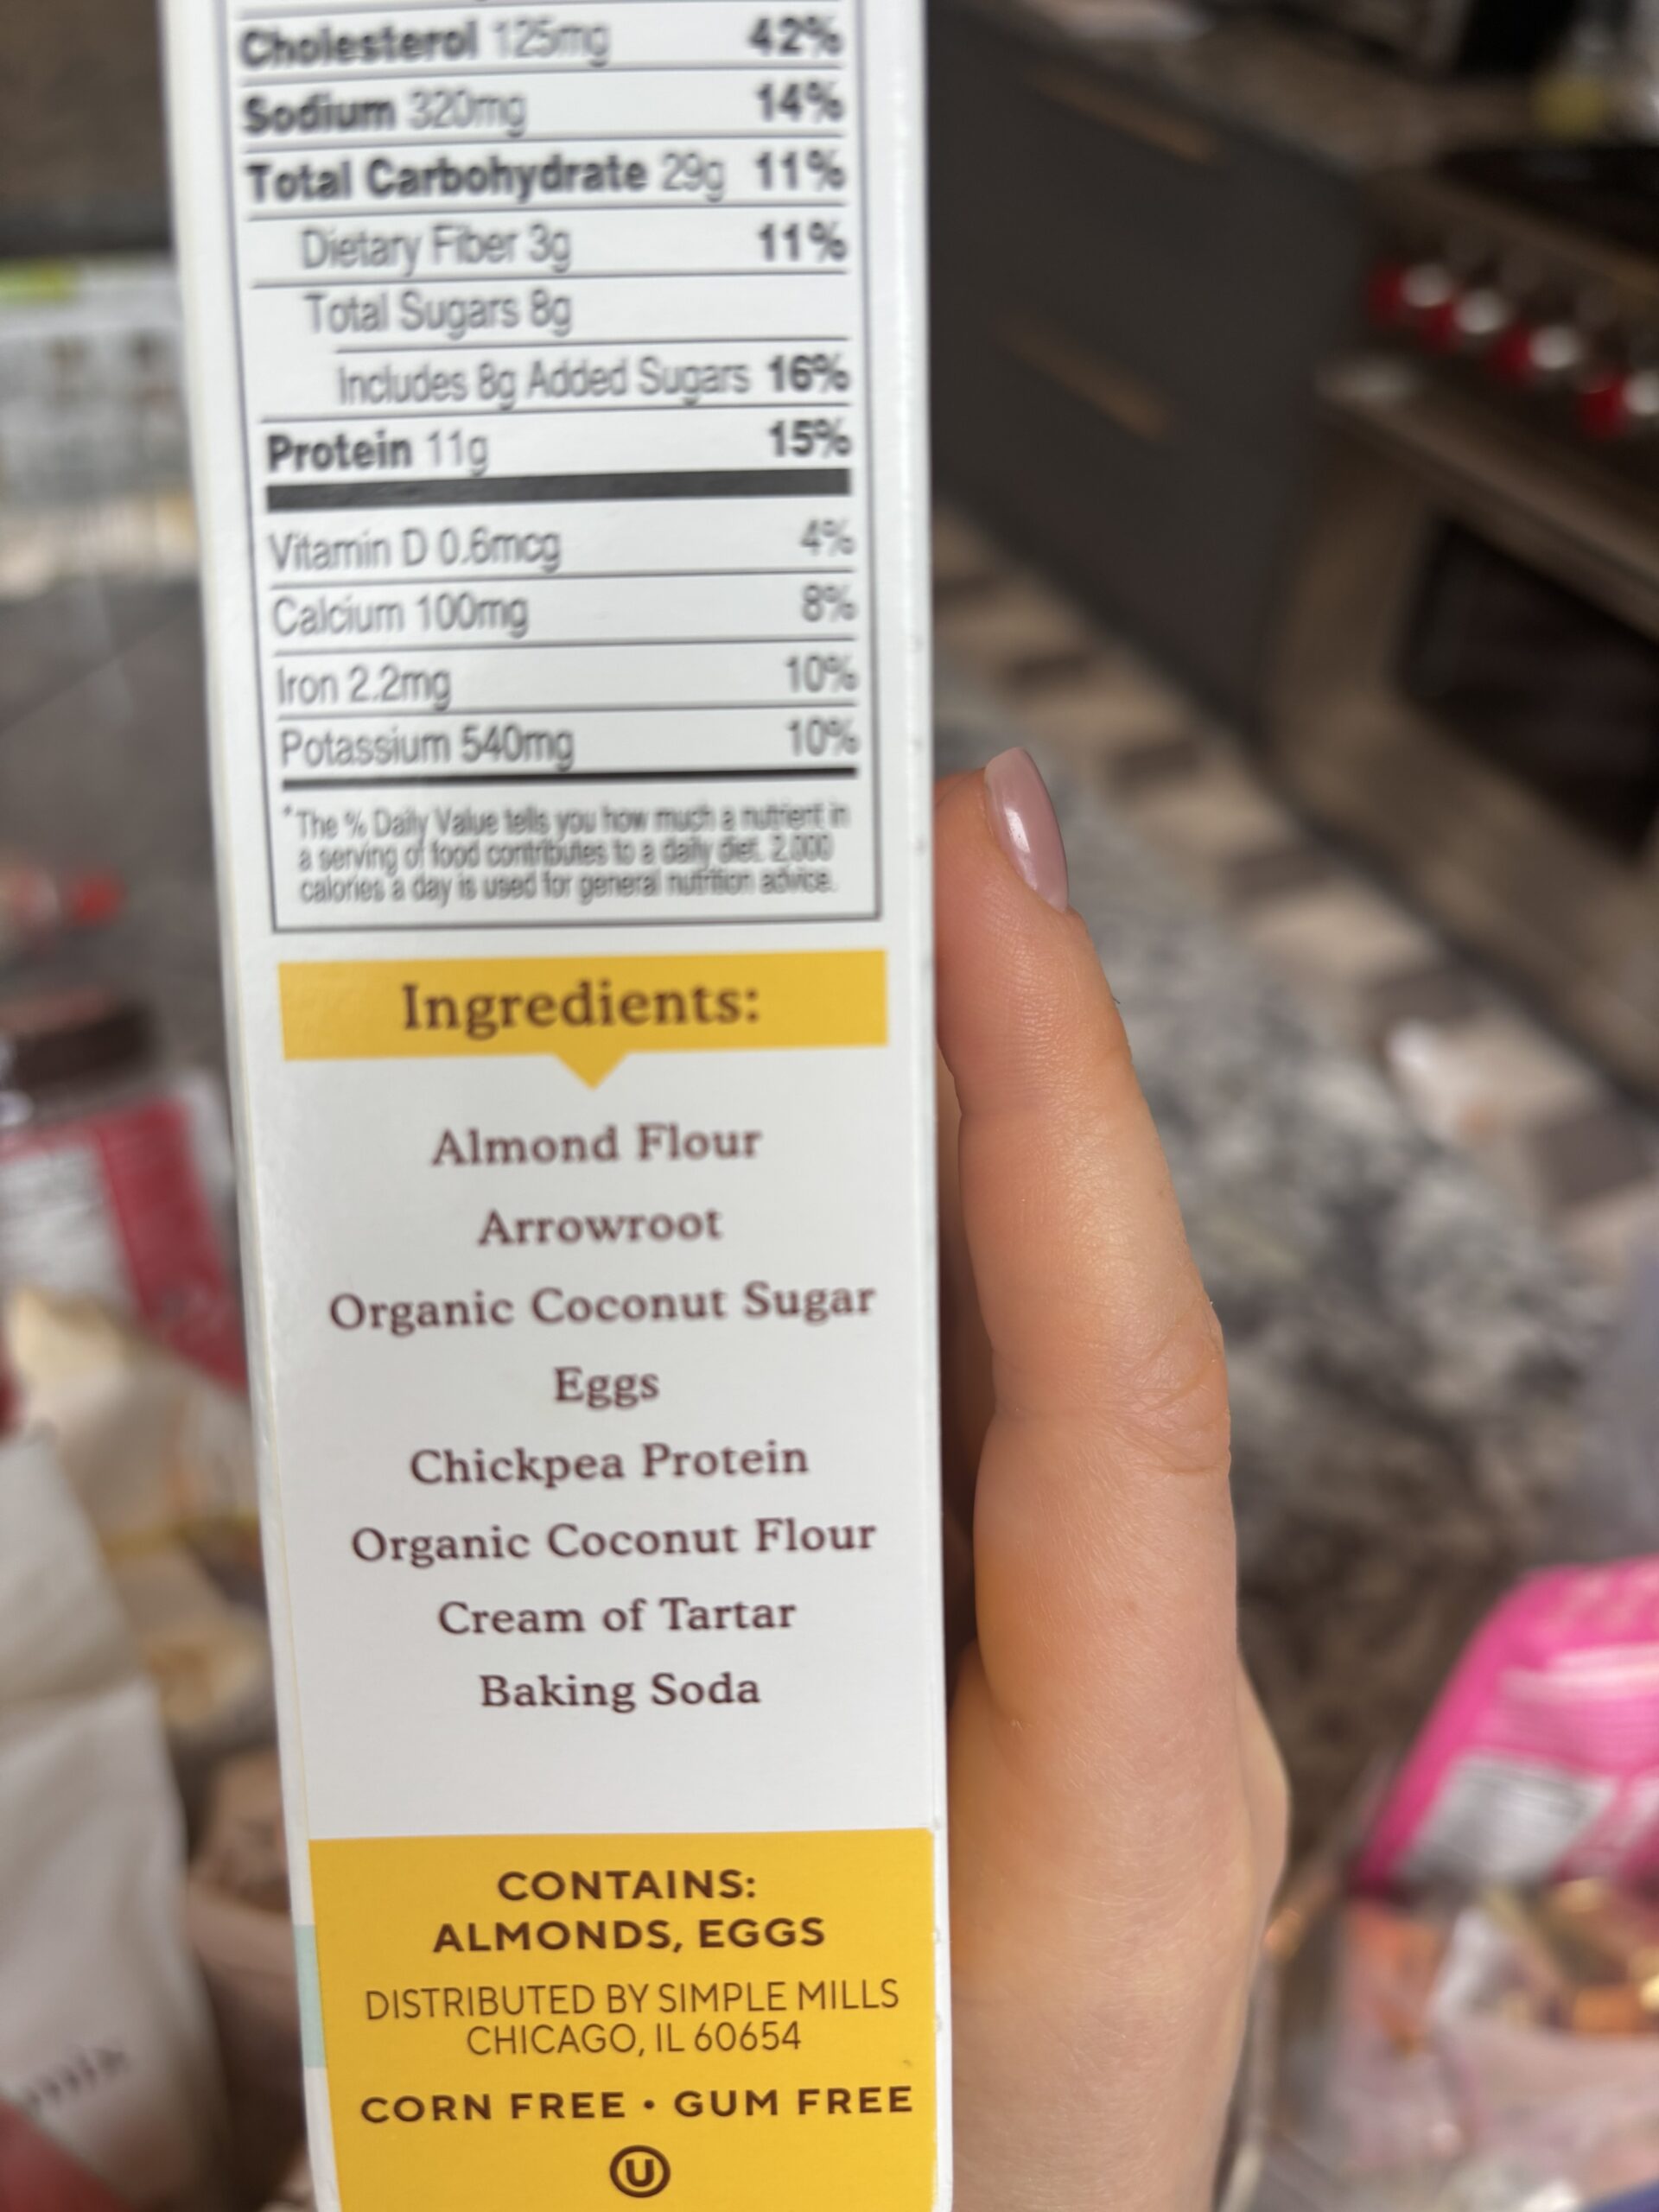 Cholesterol 125mg 42%
Sodium 320mg 14%
Total Carbohydrate 29g 11%
Dietary Fiber 3g 11%
Total Sugars 8g
Includes 8g Added Sugars 16%
Protein 11g 15%
Vitamin D 0.6mcg 4%
Calcium 100mg 8%
Iron 2.2mg 10%
Potassium 540mg 10%
*The % Daily Value tells you how much a nutrient in
a serving of food contributes to a daily diet. 2,000
calories a day is used for general nutrition advice.
Ingredients:
Almond Flour
Arrowroot
Organic Coconut Sugar
Eggs
Chickpea Protein
Organic Coconut Flour
Cream of Tartar
Baking Soda
CONTAINS:
ALMONDS, EGGS
DISTRIBUTED BY SIMPLE MILLS
CHICAGO, IL 60654
CORN FREE • GUM FREE
U